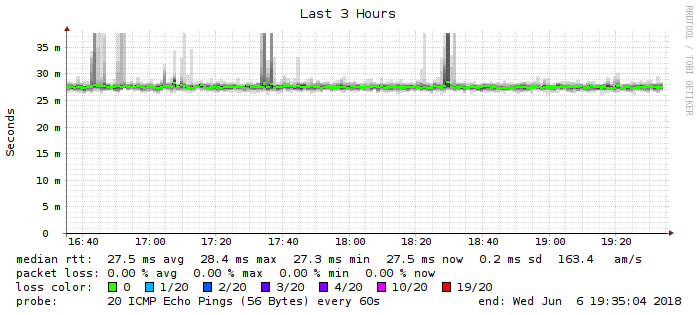 Last 3 Hours
RRDTOOL / TOBI OETIKER
Seconds
35 m
30 m
25 m
20 m
15 m
10 m
5 m
0
16:40 17:00 17:20 17:40 18:00 18:20 18:40 19:00 19:20
median rtt: 27.5 ms avg 28.4 ms max 27.3 ms min 27.5 ms now 0.2 ms sd 163.4 am/s
packet loss: 0.00 % avg 0.00 % max 0.00 % min 0.00 % now
loss color: 0 1/20 2/20 3/20 4/20 10/20 19/20
probe: 20 ICMP Echo Pings (56 Bytes) every 60s end: Wed Jun 6 19:35:04 2018